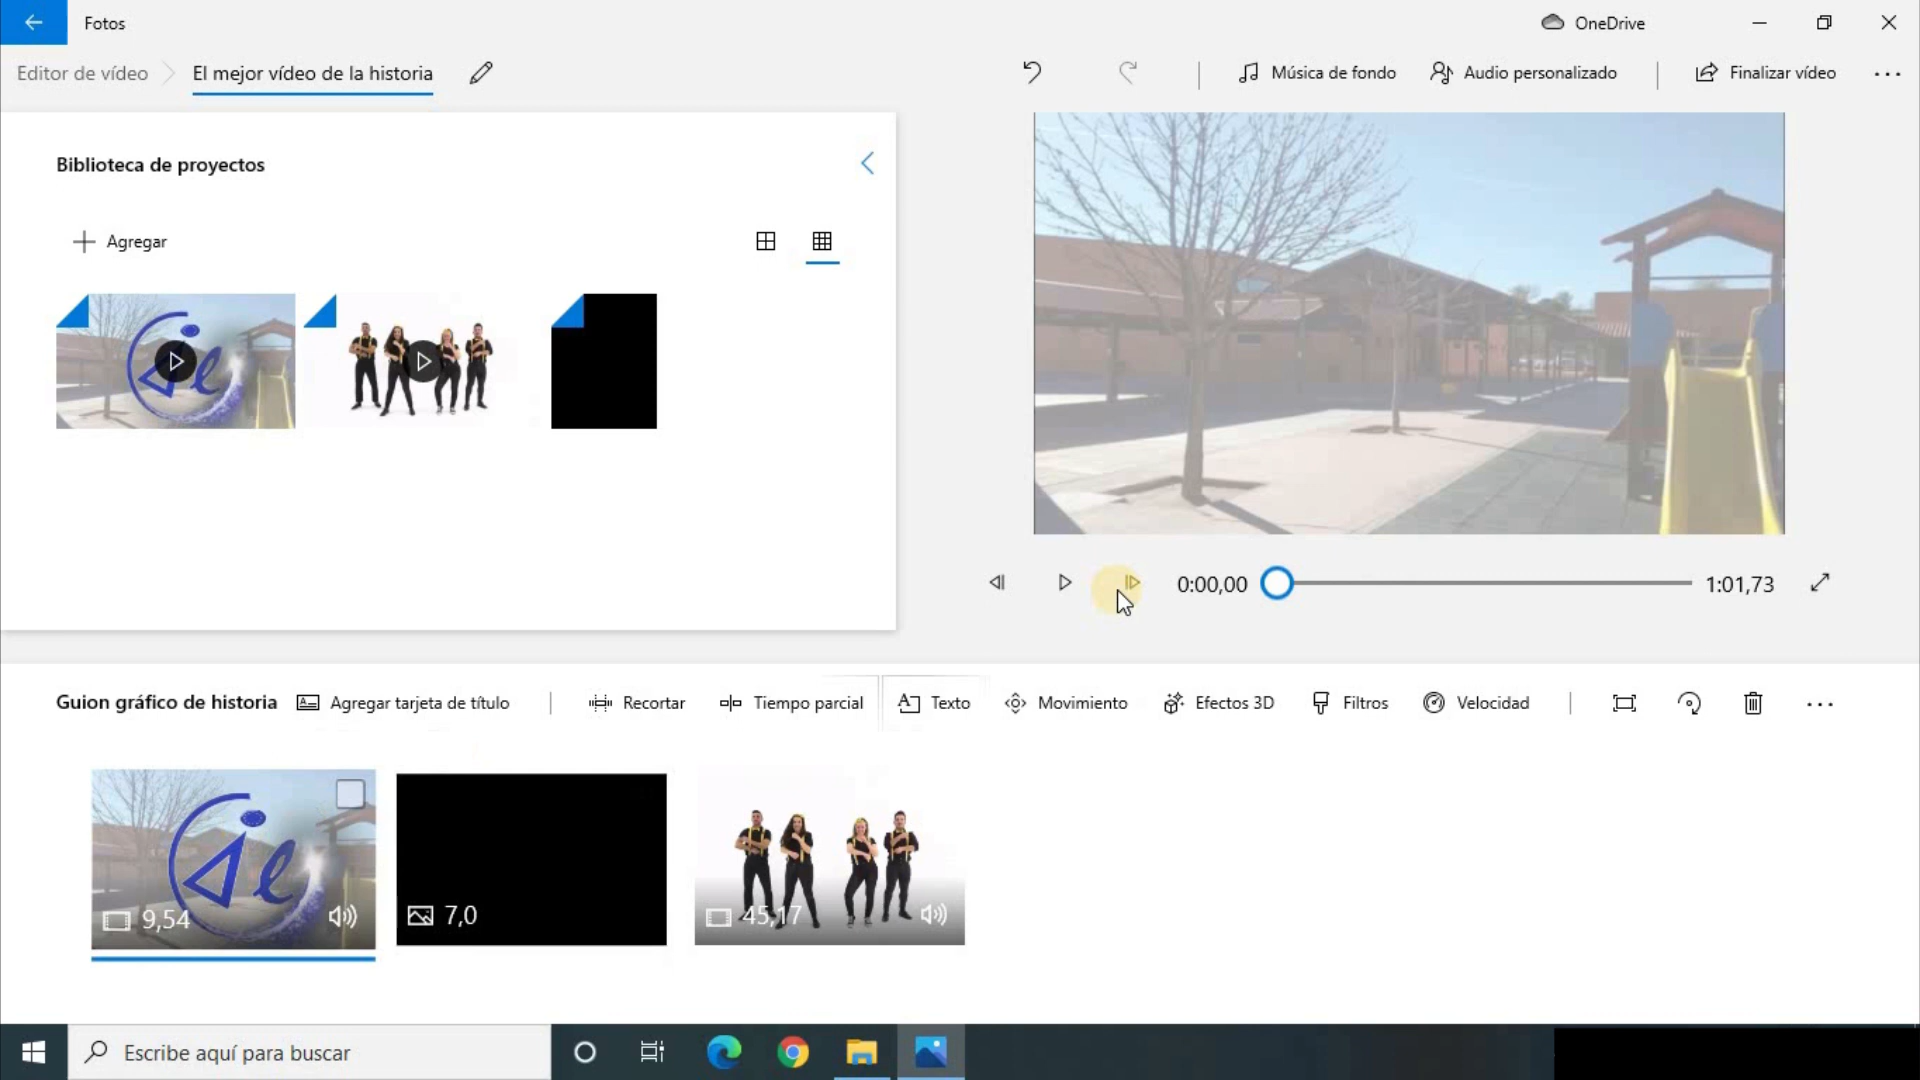 Fotos
OneDrive
Editor de vídeo
El mejor vídeo de la historia
Música de fondo
Audio personalizado
Finalizar vídeo
Biblioteca de proyectos
Agregar
0:00,00
1:01,73
Guion gráfico de historia
Agregar tarjeta de título
Recortar
Tiempo parcial
Texto
Movimiento
Efectos 3D
Filtros
Velocidad
9,54
7,0
45,17
Escribe aquí para buscar